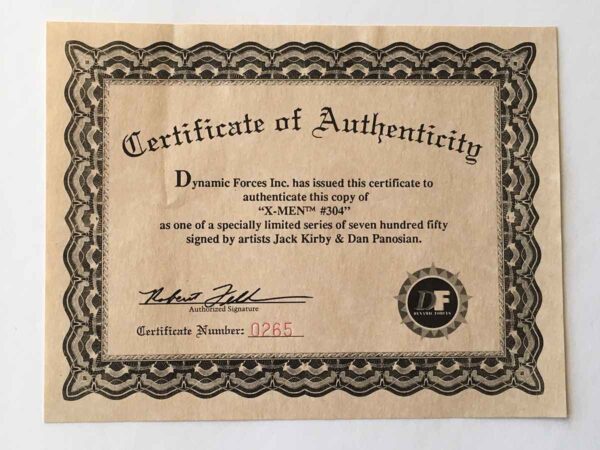 Certificate of Authenticity
Dynamic Forces Inc. has issued this certificate to
authenticate this copy of
"X-MEN™ #304"
as one of a specially limited series of seven hundred fifty
signed by artists Jack Kirby & Dan Panosian.
Authorized Signature
Certificate Number: 0265
DF
DYNAMIC FORCES